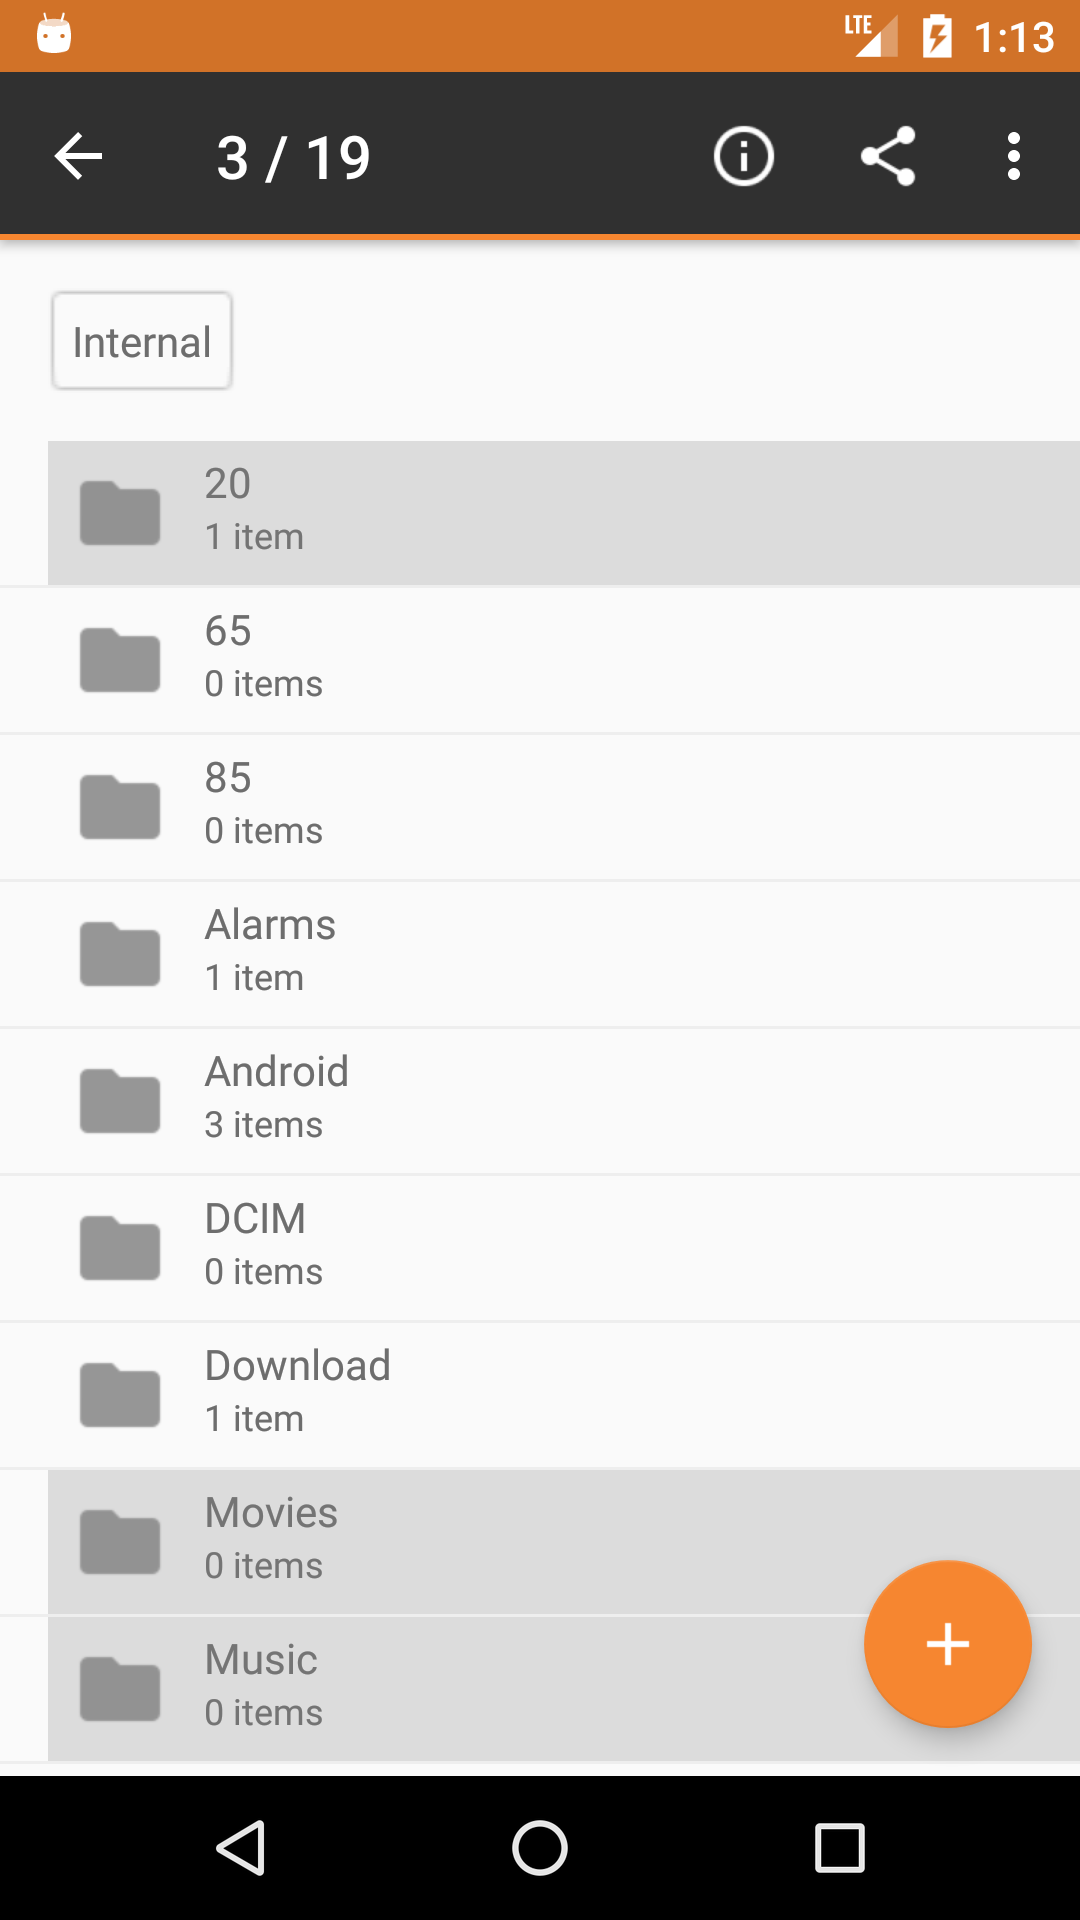 LTE 1:13
3 / 19
Internal
20
1 item
65
0 items
85
0 items
Alarms
1 item
Android
3 items
DCIM
0 items
Download
1 item
Movies
0 items
Music
0 items